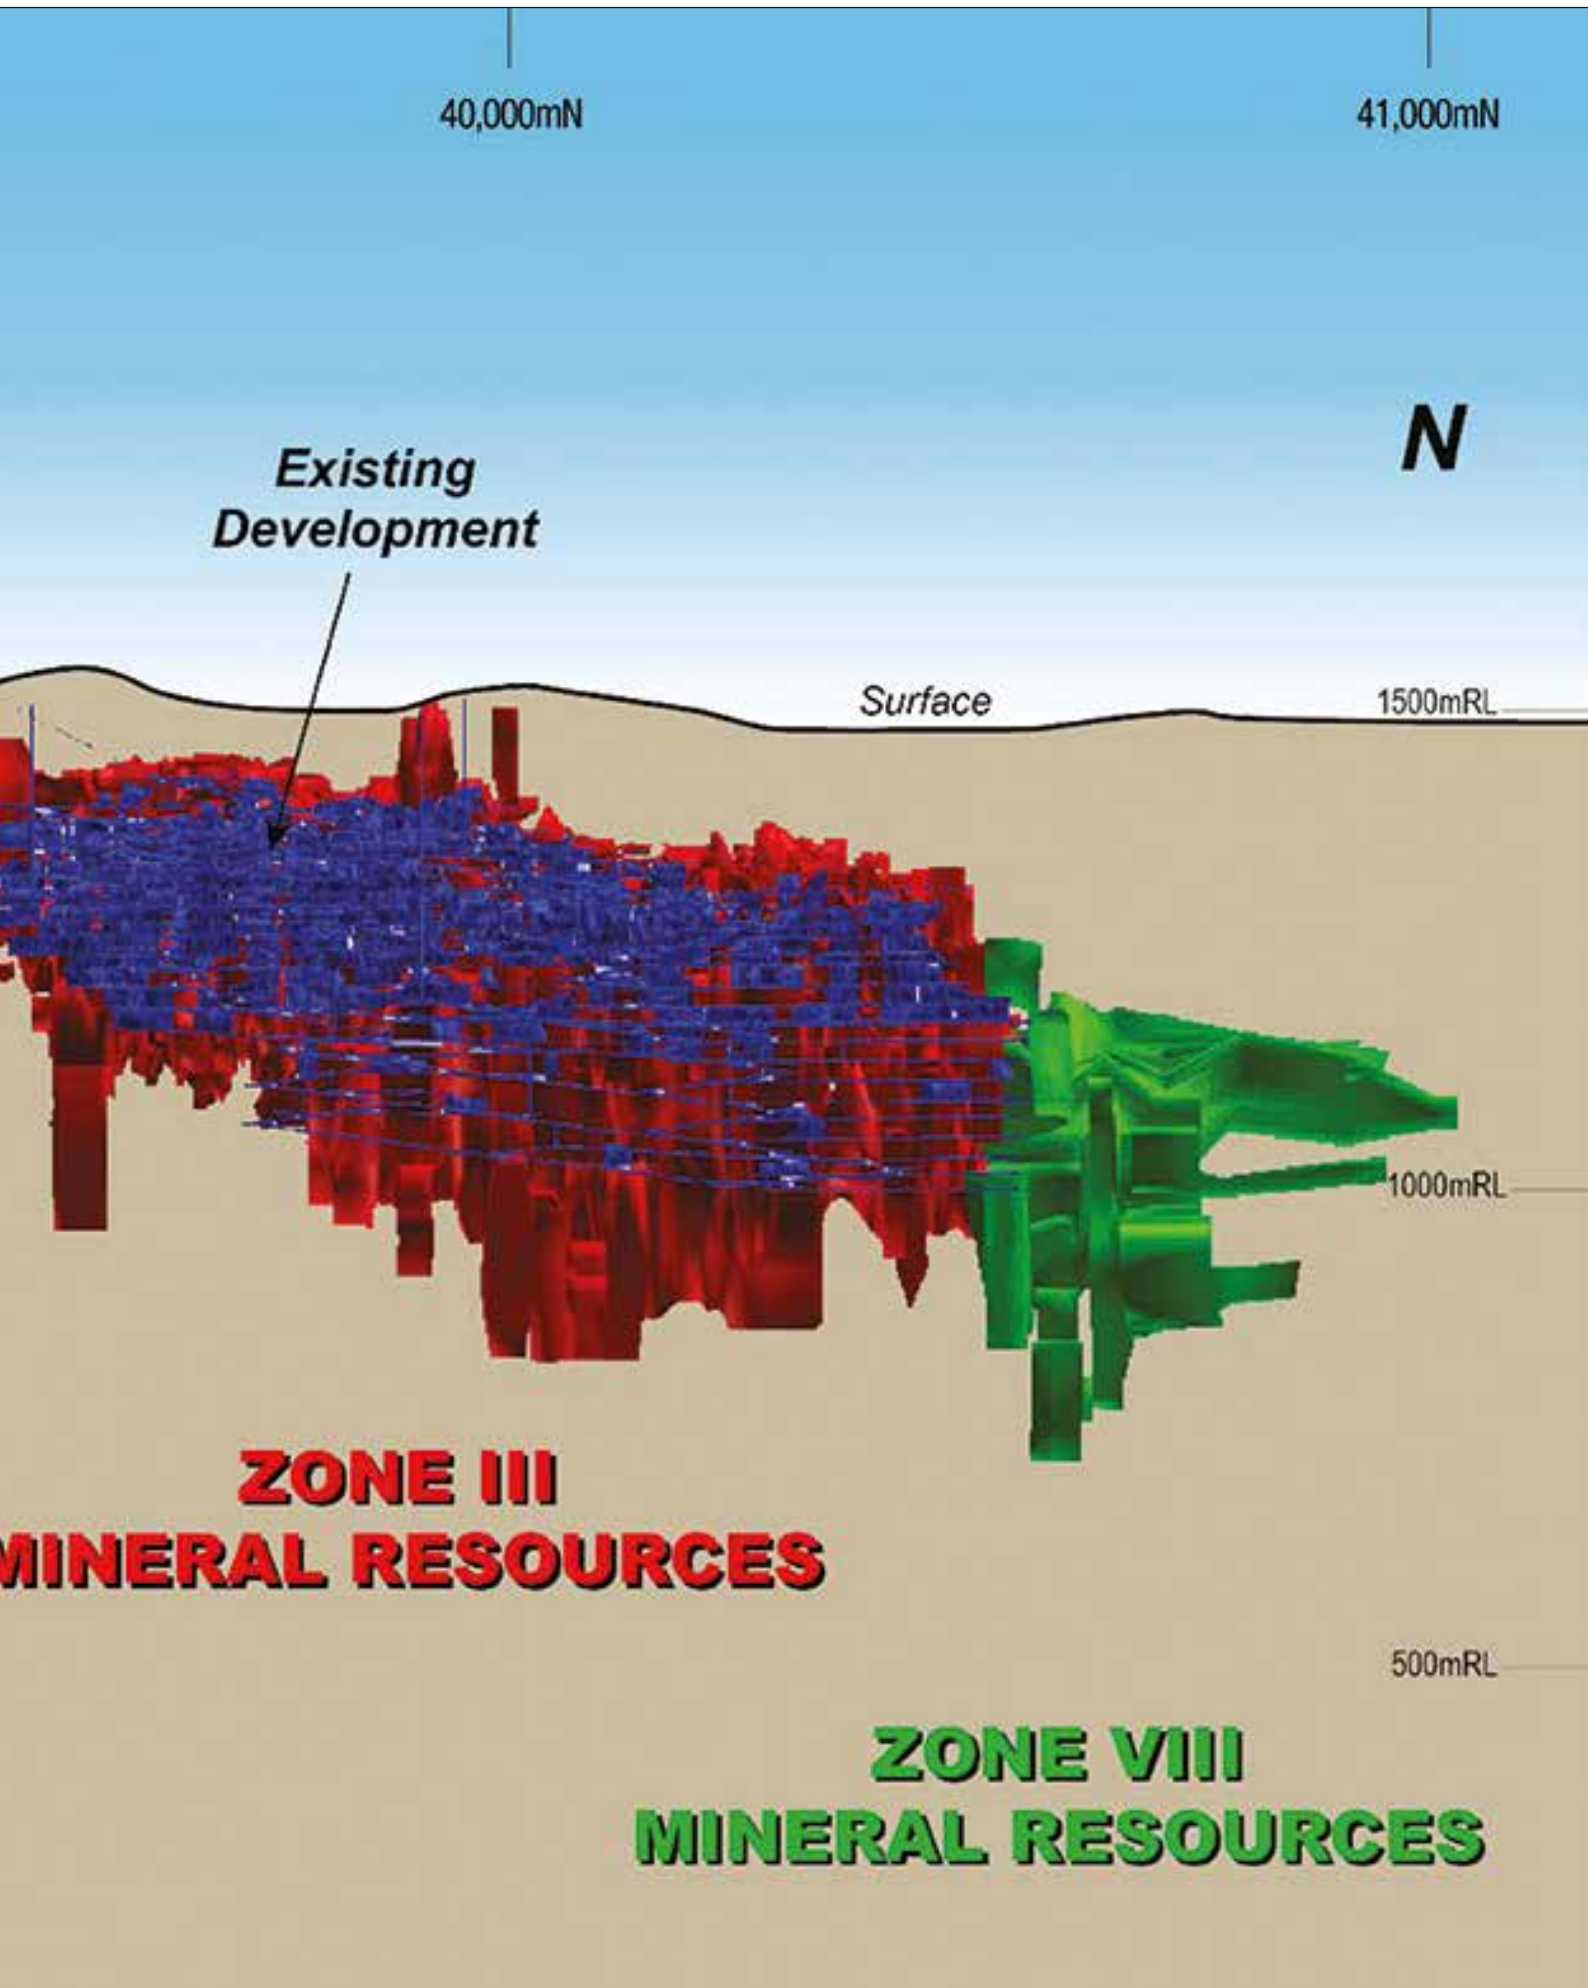 40,000mN
41,000mN
N
Existing
Development
Surface
1500mRL
1000mRL
ZONE III
MINERAL RESOURCES
500mRL
ZONE VIII
MINERAL RESOURCES